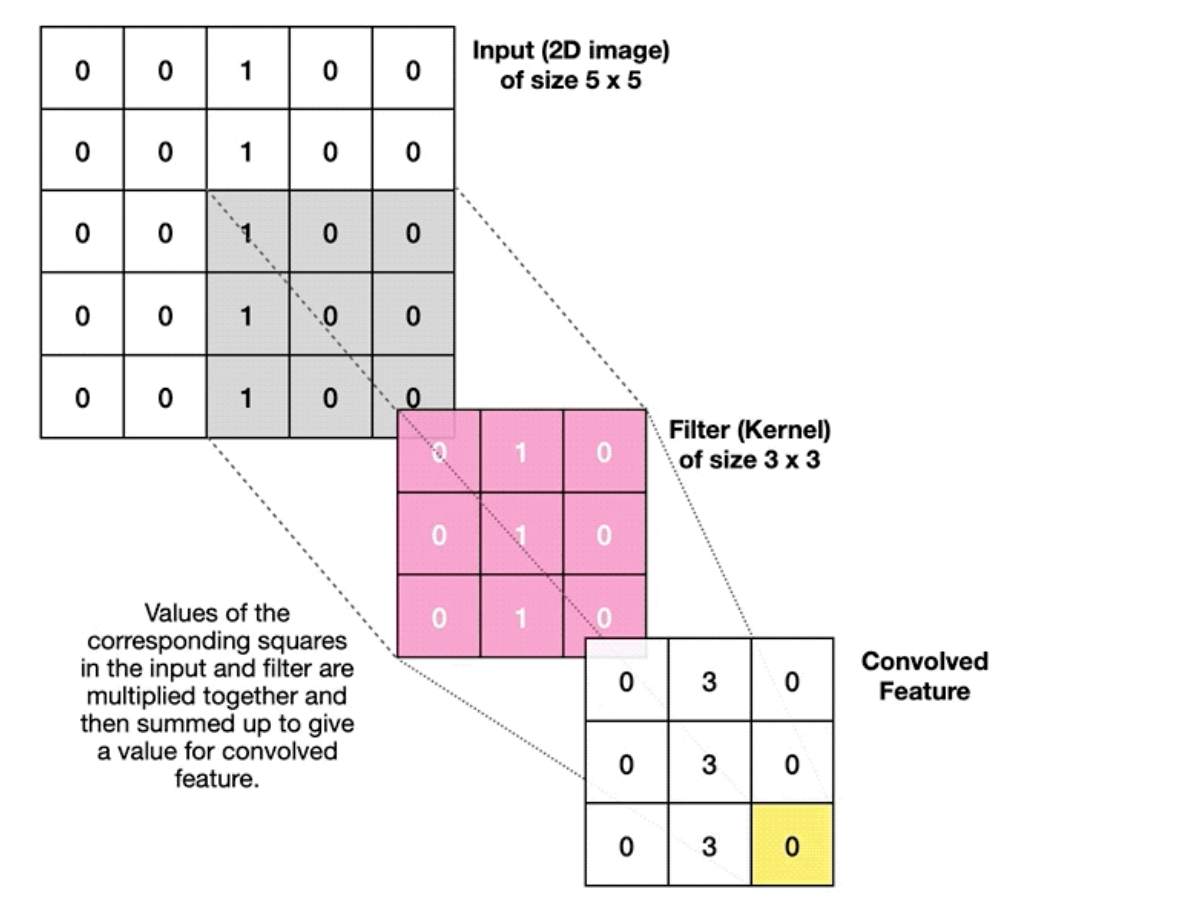 0 0 1 0 0
Input (2D image)
of size 5 x 5
0 0 1 0 0
0 0 1 0 0
0 0 1 0 0
0 0 1 0 0
0 1 0
Filter (Kernel)
of size 3 x 3
0 1 0
0 1 0
Values of the
corresponding squares
in the input and filter are
multiplied together and
then summed up to give
a value for convolved
feature.
0 3 0
Convolved
Feature
0 3 0
0 3 0